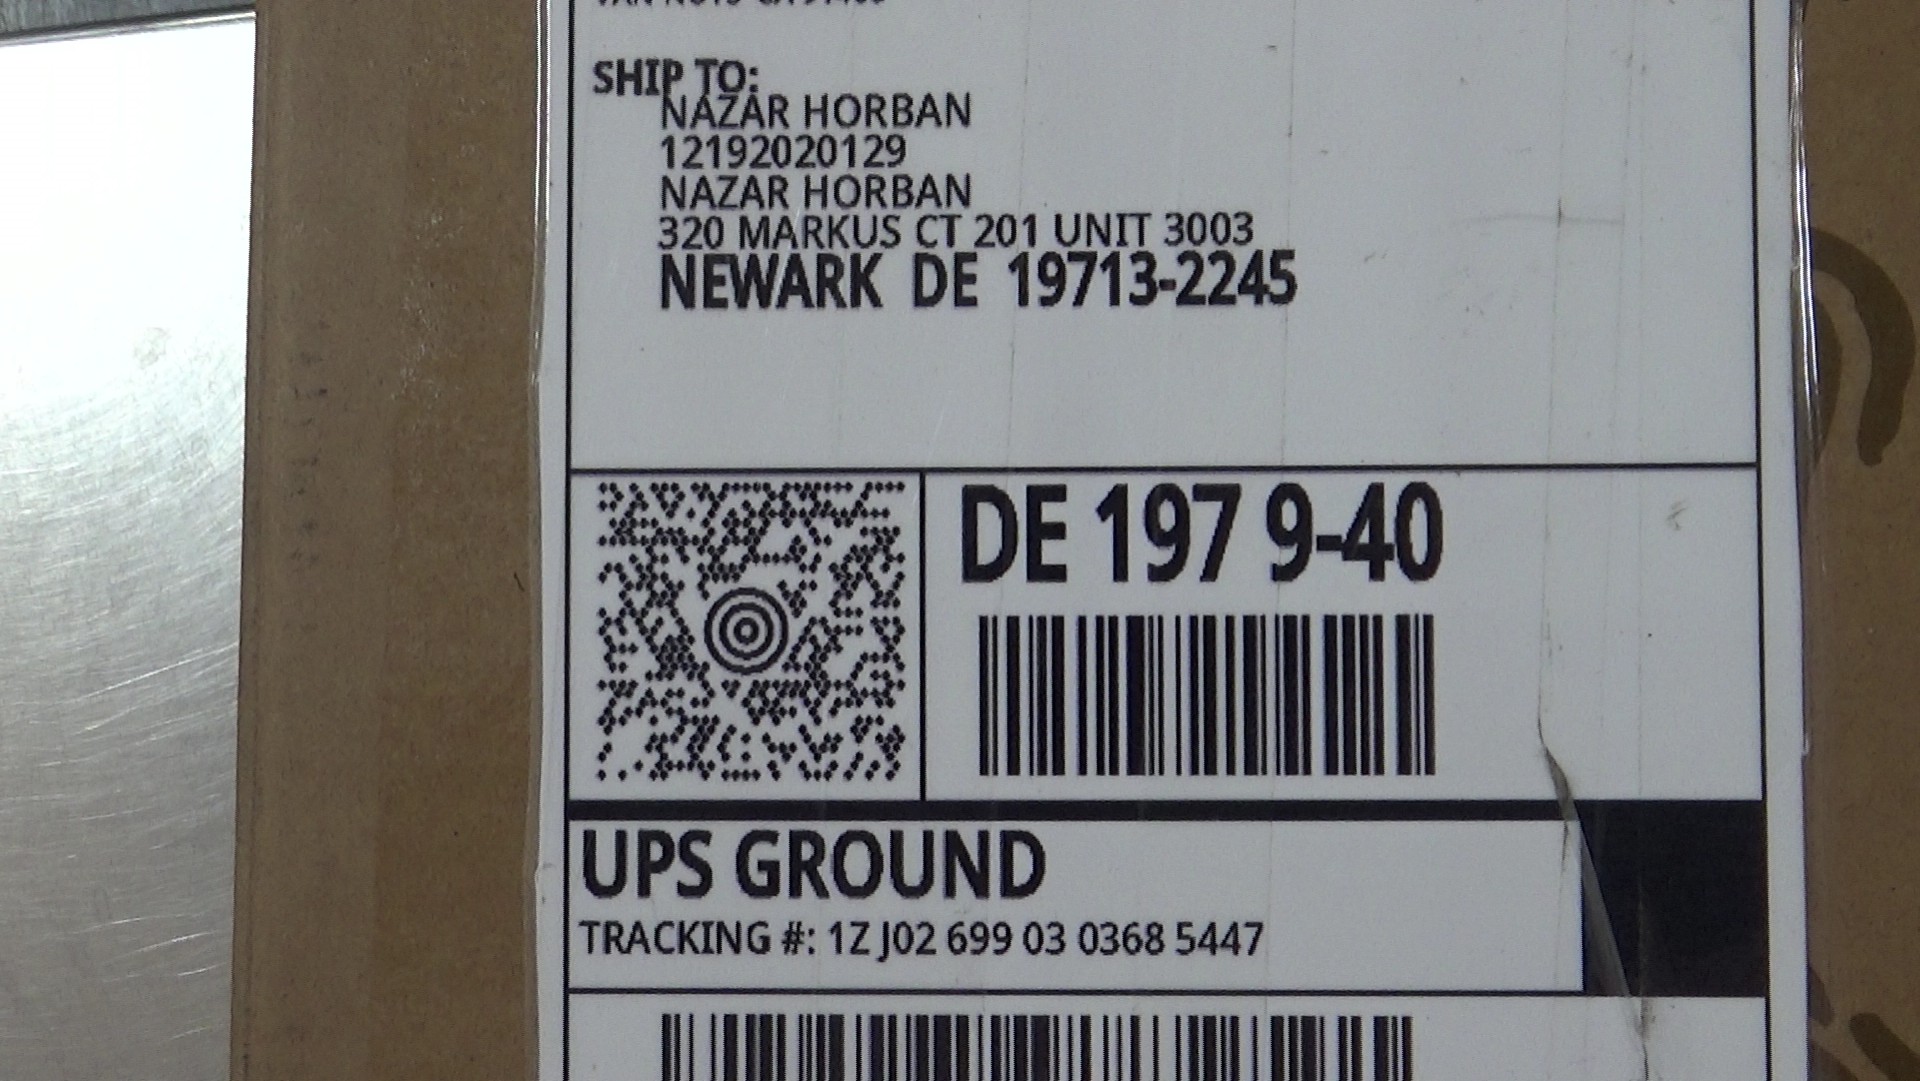 SHIP TO:
NAZAR HORBAN
12192020129
NAZAR HORBAN
320 MARKUS CT 201 UNIT 3003
NEWARK DE 19713-2245
DE 197 9-40
UPS GROUND
TRACKING #: 1Z J02 699 03 0368 5447